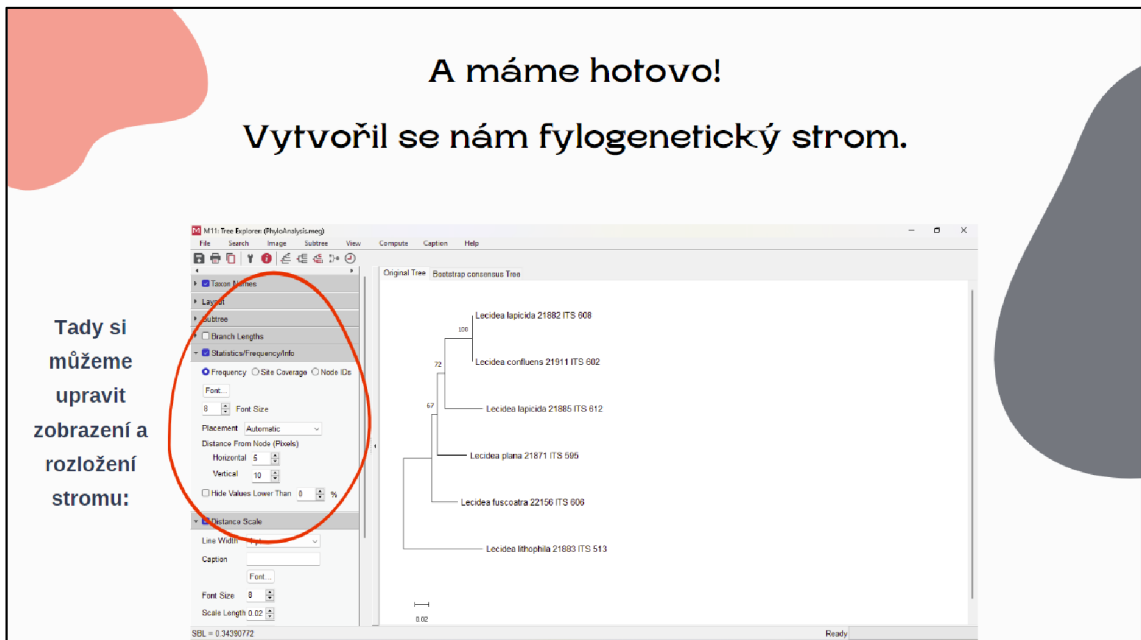 A máme hotovo!
Vytvořil se nám fylogenetický strom.
Tady si
můžeme
upravit
zobrazení a
rozložení
stromu:
M11: Tree Explorer (PhyloAnalysis.meg)
File Search Image Subtree View Compute Caption Help
Taxon Names
Layout
Subtree
Branch Lengths
Statistics/Frequency/Info
Frequency Site Coverage Node IDs
Font...
8 Font Size
Placement Automatic
Distance From Node (Pixels)
Horizontal 5
Vertical 10
Hide Values Lower Than 0 %
Distance Scale
Line Width
Caption
Font...
Font Size 8
Scale Length 0.02
SBL = 0.34390772
Original Tree Bootstrap consensus Tree
Lecidea lapicida 21882 ITS 608
100
Lecidea confluens 21911 ITS 602
72
Lecidea lapicida 21885 ITS 612
67
Lecidea plana 21871 ITS 595
Lecidea fuscoatra 22156 ITS 606
Lecidea lithophila 21883 ITS 513
0.02
Ready